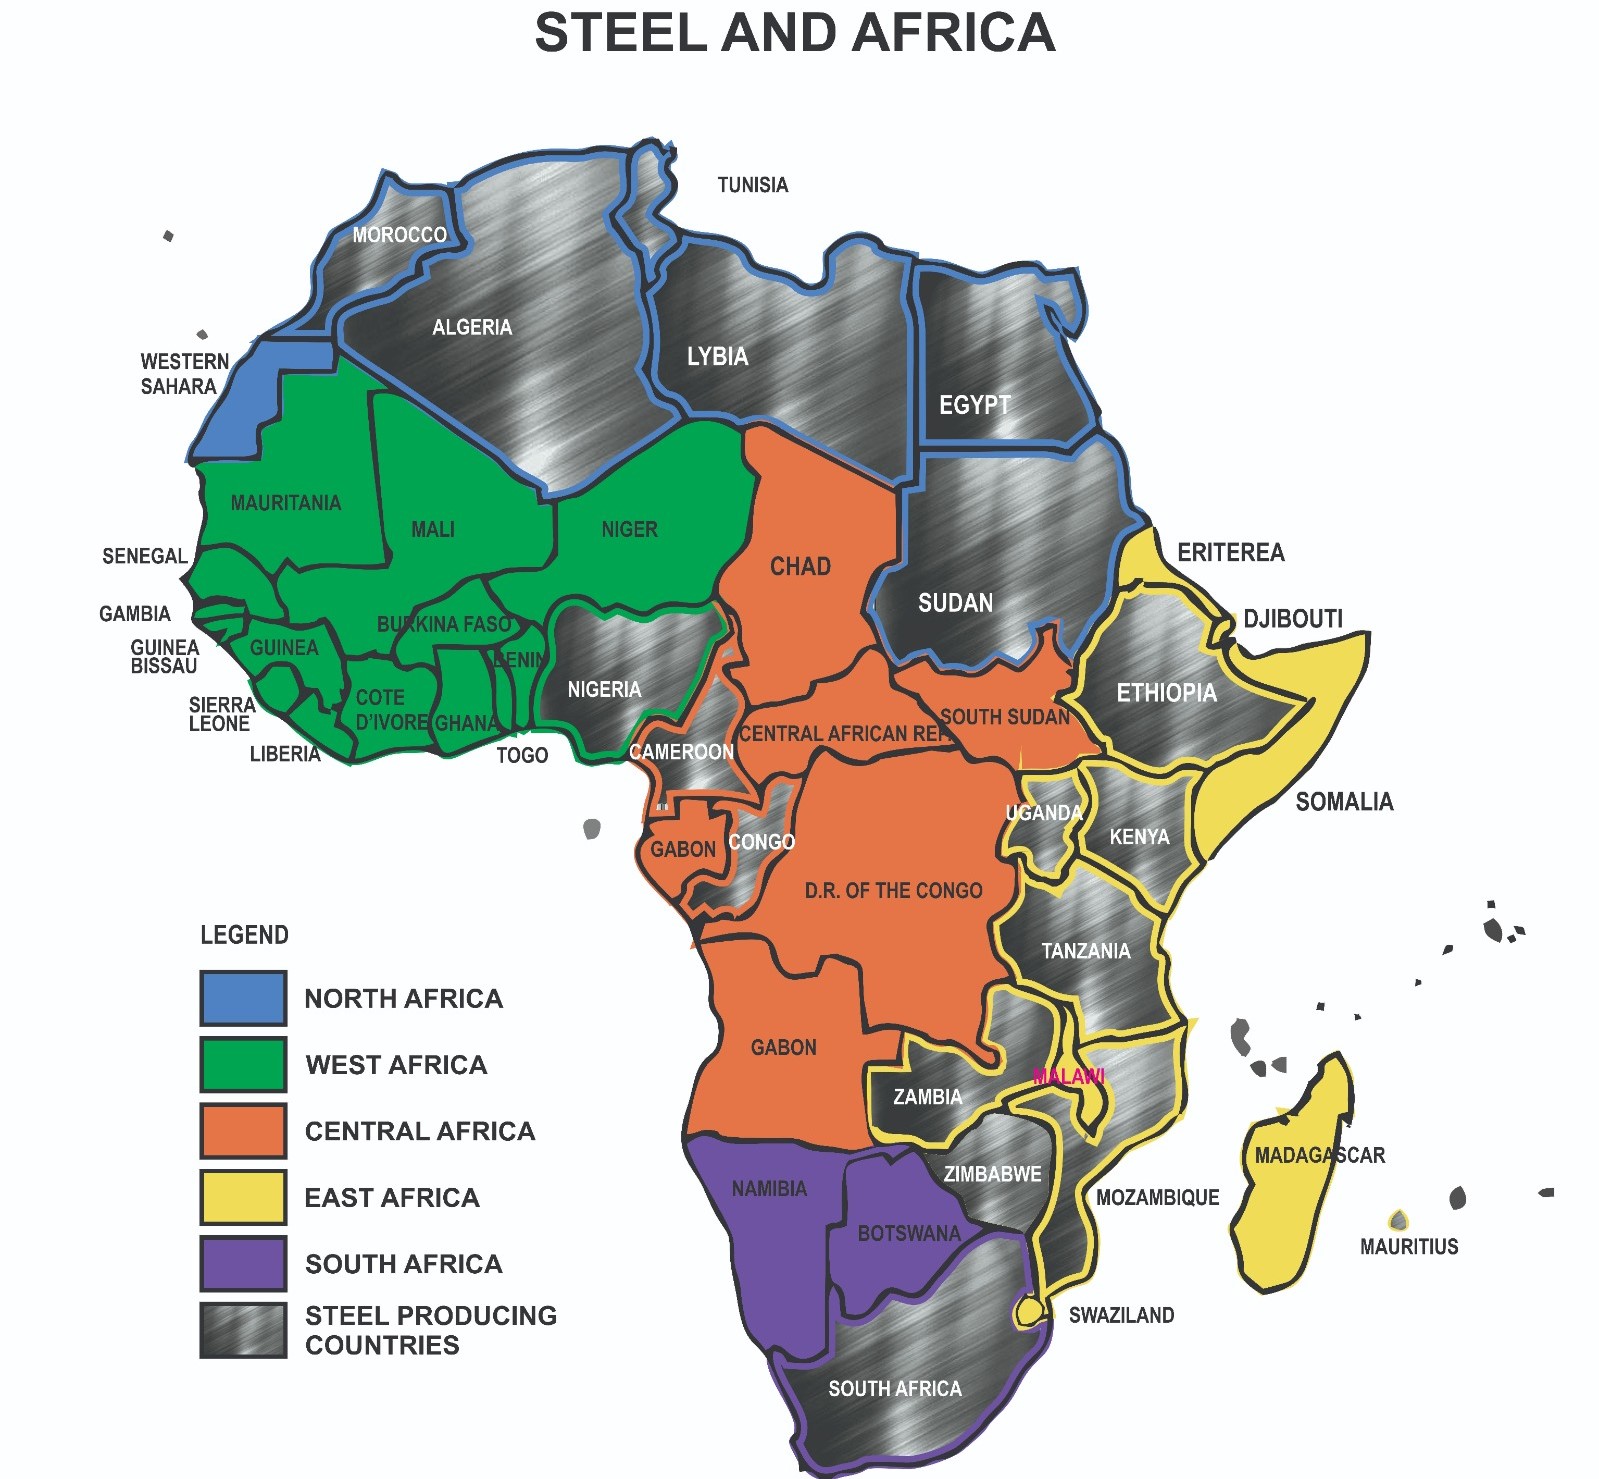 STEEL AND AFRICA
TUNISIA
MOROCCO
ALGERIA
LYBIA
WESTERN
SAHARA
EGYPT
MAURITANIA
MALI
NIGER
SENEGAL
ERITEREA
CHAD
SUDAN
GAMBIA
DJIBOUTI
BURKINA FASO
GUINEA
BISSAU
GUINEA
BENIN
NIGERIA
ETHIOPIA
COTE
D'IVORE
SIERRA
LEONE
GHANA
SOUTH SUDAN
CENTRAL AFRICAN REP.
LIBERIA
TOGO
CAMEROON
SOMALIA
UGANDA
KENYA
GABON
CONGO
D.R. OF THE CONGO
TANZANIA
GABON
MALAWI
ZAMBIA
MADAGASCAR
ZIMBABWE
NAMIBIA
MOZAMBIQUE
BOTSWANA
MAURITIUS
SWAZILAND
SOUTH AFRICA
LEGEND
NORTH AFRICA
WEST AFRICA
CENTRAL AFRICA
EAST AFRICA
SOUTH AFRICA
STEEL PRODUCING
COUNTRIES